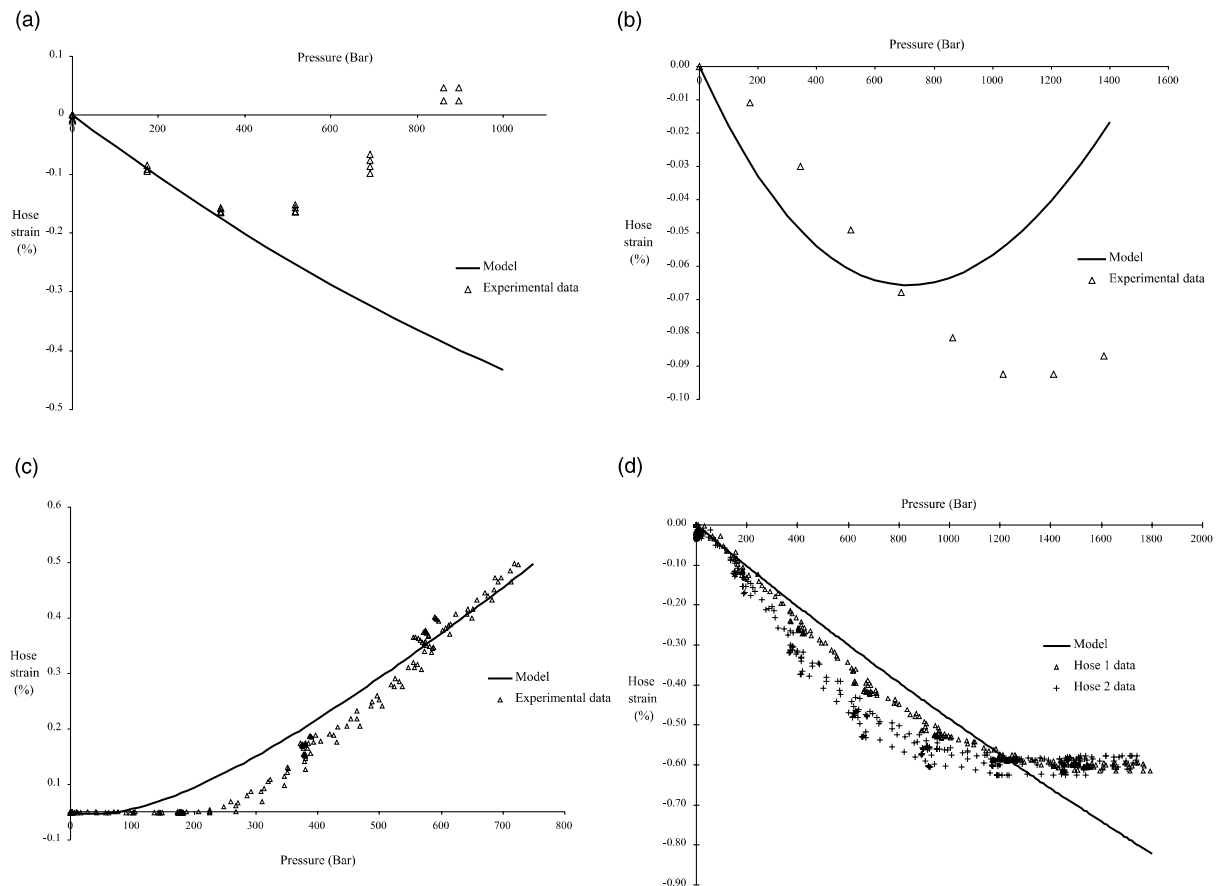 (a)
Pressure (Bar)
0.1
0
0
200
400
600
800
1000
-0.1
-0.2
-0.3
-0.4
-0.5
Hose
strain
(%)
Model
Experimental data
(b)
Pressure (Bar)
0.00
0
200
400
600
800
1000
1200
1400
1600
-0.01
-0.02
-0.03
-0.04
-0.05
-0.06
-0.07
-0.08
-0.09
-0.10
Hose
strain
(%)
Model
Experimental data
(c)
0.6
0.5
0.4
0.3
0.2
0.1
0
-0.1
Hose
strain
(%)
Model
Experimental data
0
100
200
300
400
500
600
700
800
Pressure (Bar)
(d)
Pressure (Bar)
0.00
200
400
600
800
1000
1200
1400
1600
1800
2000
-0.10
-0.20
-0.30
-0.40
-0.50
-0.60
-0.70
-0.80
-0.90
Hose
strain
(%)
Model
Hose 1 data
Hose 2 data